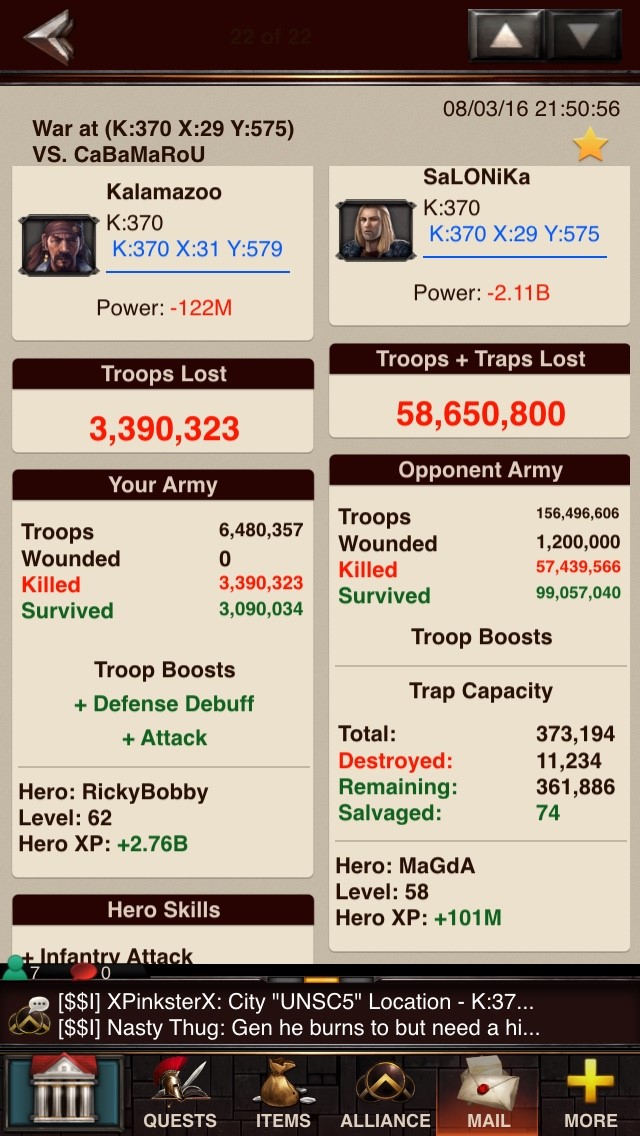 22 of 22
08/03/16 21:50:56
War at (K:370 X:29 Y:575)
VS. CaBaMaRoU
Kalamazoo
K:370
K:370 X:31 Y:579
Power: -122M
Troops Lost
3,390,323
Your Army
Troops 6,480,357
Wounded 0
Killed 3,390,323
Survived 3,090,034
Troop Boosts
+ Defense Debuff
+ Attack
Hero: RickyBobby
Level: 62
Hero XP: +2.76B
Hero Skills
+ Infantry Attack
SaLONiKa
K:370
K:370 X:29 Y:575
Power: -2.11B
Troops + Traps Lost
58,650,800
Opponent Army
Troops 156,496,606
Wounded 1,200,000
Killed 57,439,566
Survived 99,057,040
Troop Boosts
Trap Capacity
Total: 373,194
Destroyed: 11,234
Remaining: 361,886
Salvaged: 74
Hero: MaGdA
Level: 58
Hero XP: +101M
7 0
[$$I] XPinksterX: City "UNSC5" Location - K:37...
[$$I] Nasty Thug: Gen he burns to but need a hi...
QUESTS ITEMS ALLIANCE MAIL MORE